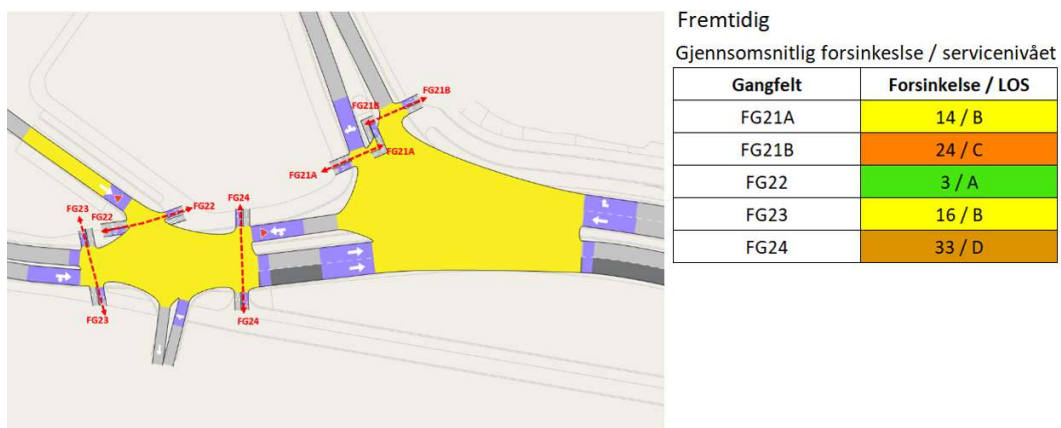 Fremtidig
Gjennsomsnitlig forsinkeslse / servicenivået
Gangfelt Forsinkelse / LOS
FG21A 14 / B
FG21B 24 / C
FG22 3 / A
FG23 16 / B
FG24 33 / D
FG21B
FG21B
FG21A
FG21A
FG24
FG22
FG23
FG22
FG23
FG24